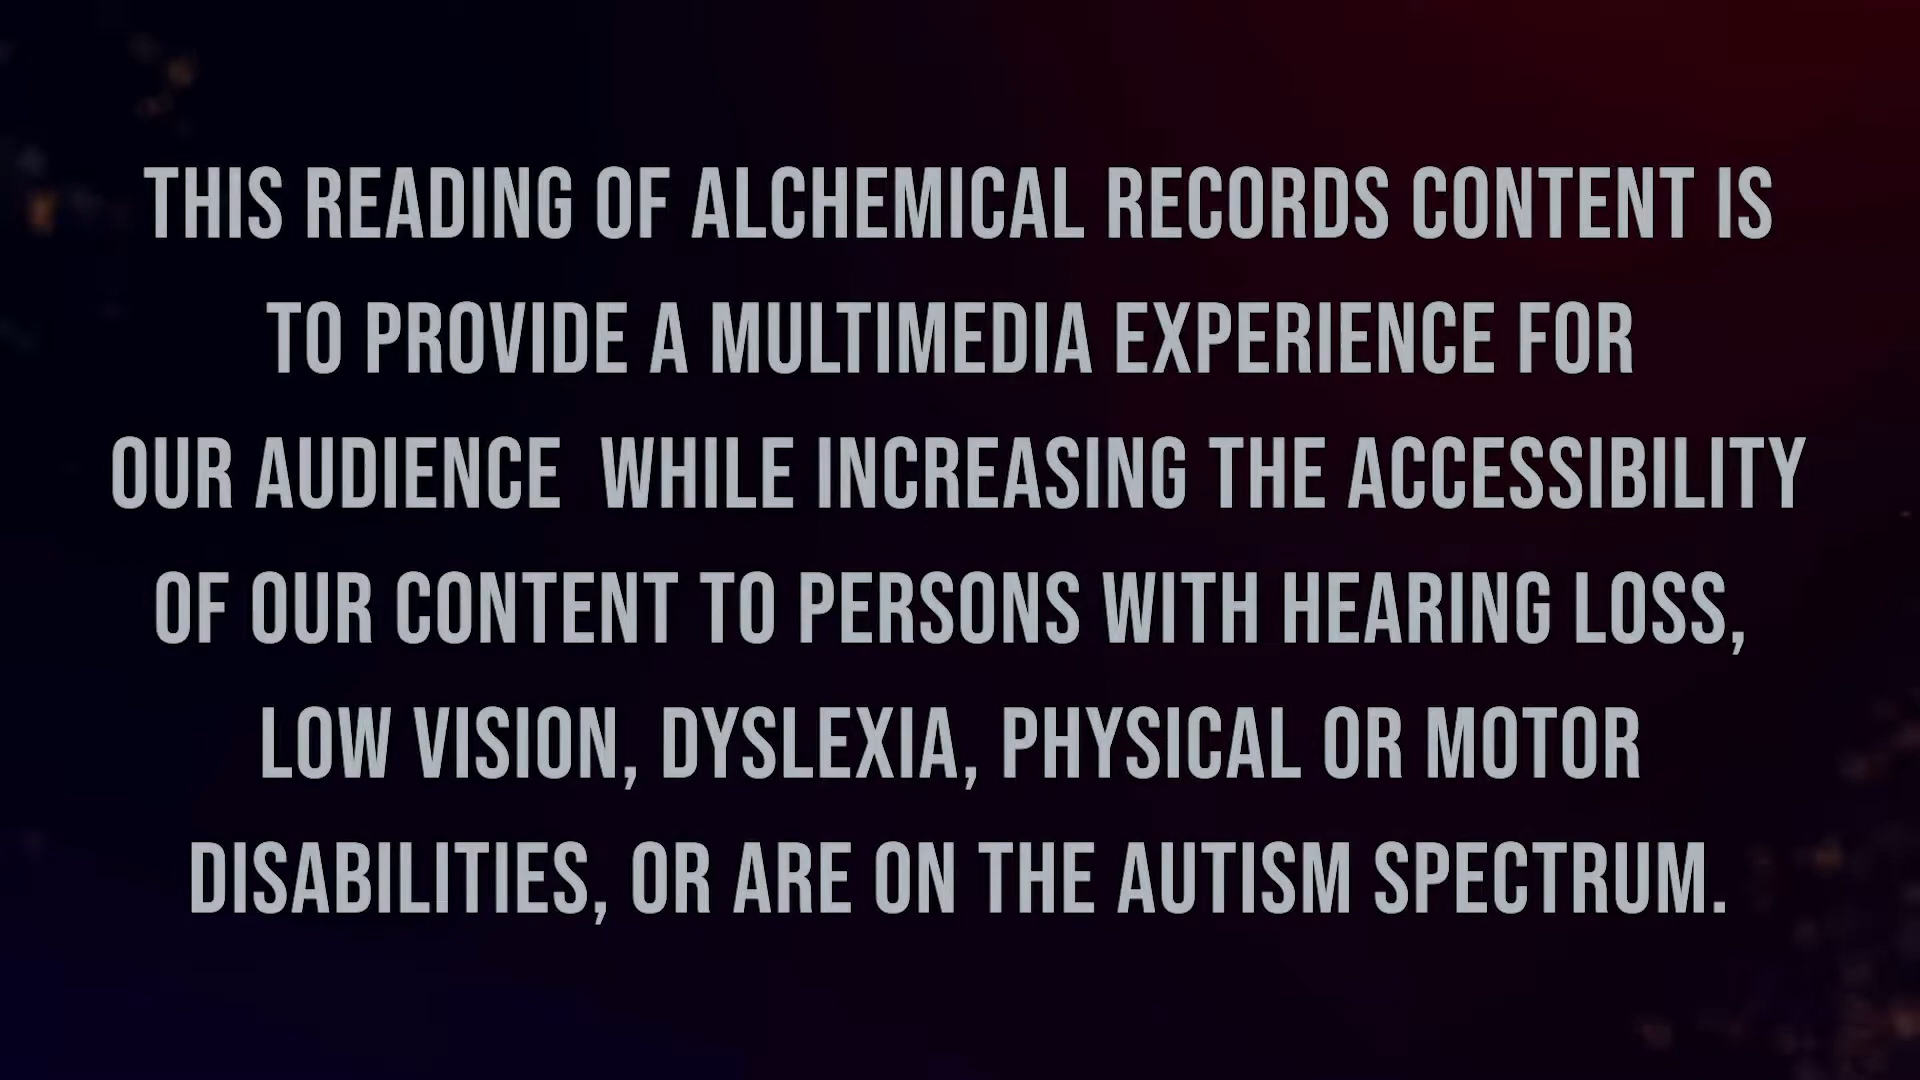 THIS READING OF ALCHEMICAL RECORDS CONTENT IS
TO PROVIDE A MULTIMEDIA EXPERIENCE FOR
OUR AUDIENCE  WHILE INCREASING THE ACCESSIBILITY
OF OUR CONTENT TO PERSONS WITH HEARING LOSS,
LOW VISION, DYSLEXIA, PHYSICAL OR MOTOR
DISABILITIES, OR ARE ON THE AUTISM SPECTRUM.